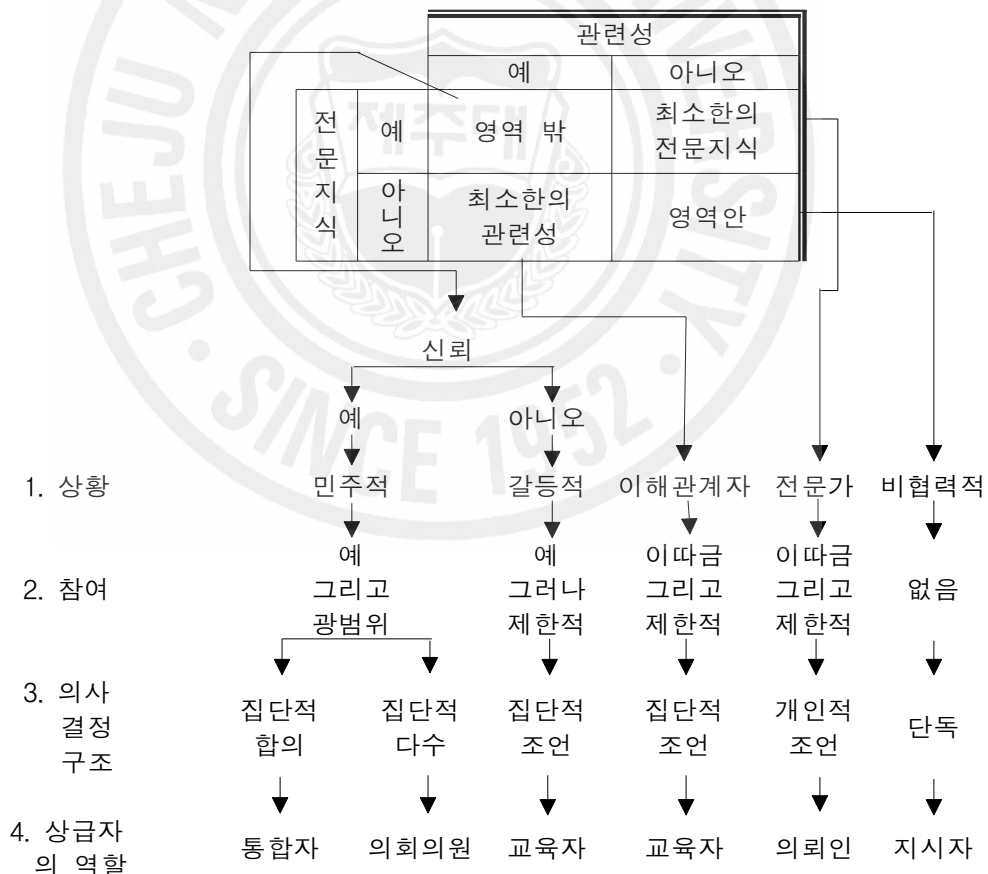 관련성
예 아니오
전문지식
예
영역 밖
최소한의
전문지식
아니오
최소한의
관련성
영역안
신뢰
예 아니오
1. 상황 민주적 갈등적 이해관계자 전문가 비협력적
예 예 이따금 이따금
2. 참여 그리고 그러나 그리고 그리고 없음
광범위 제한적 제한적 제한적
3. 의사 집단적 집단적 집단적 집단적 개인적
결정 합의 다수 조언 조언 조언 단독
구조
4. 상급자 통합자 의회의원 교육자 교육자 의뢰인 지시자
의 역할
제주대
CHEJU NATIONAL UNIVERSITY
SINCE 1952